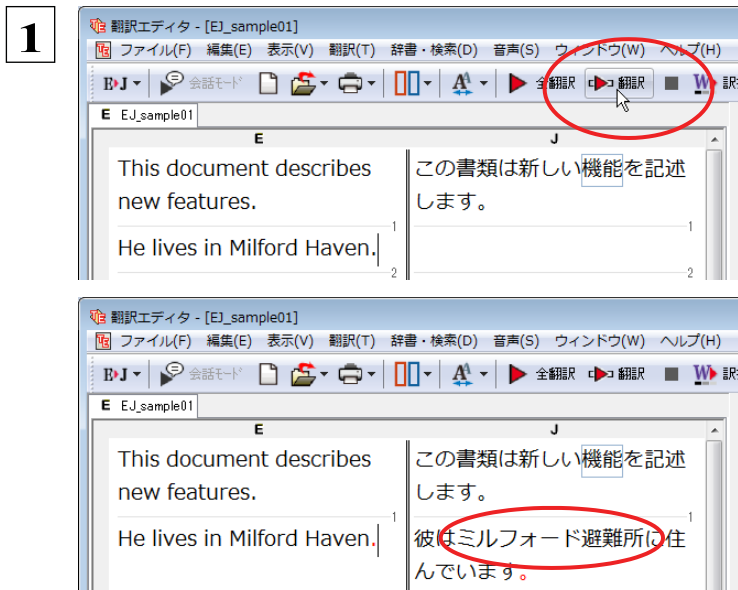 1
翻訳エディタ - [EJ_sample01]
ファイル(F) 編集(E) 表示(V) 翻訳(T) 辞書・検索(D) 音声(S) ウィンドウ(W) ヘルプ(H)
E▸J 会話モード 全翻訳 翻訳 W 訳
E EJ_sample01
E J
This document describes この書類は新しい機能を記述
new features. します。
1 1
He lives in Milford Haven.
2 2
翻訳エディタ - [EJ_sample01]
ファイル(F) 編集(E) 表示(V) 翻訳(T) 辞書・検索(D) 音声(S) ウィンドウ(W) ヘルプ(H)
E▸J 会話モード 全翻訳 翻訳 W 訳
E EJ_sample01
E J
This document describes この書類は新しい機能を記述
new features. します。
1 1
He lives in Milford Haven. 彼はミルフォード避難所に住
んでいます。